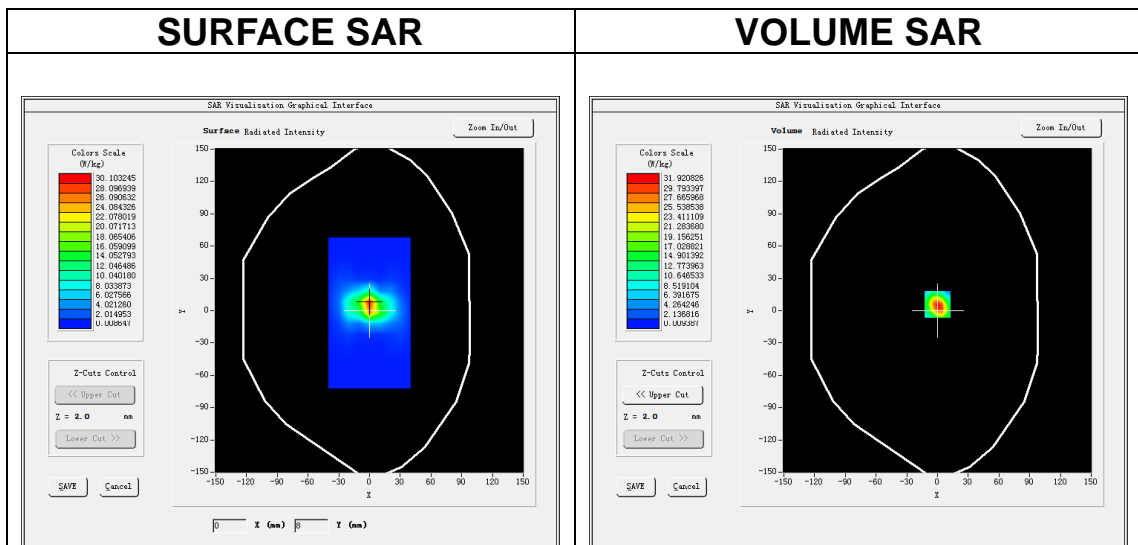 SURFACE SAR
VOLUME SAR
SAR Visualisation Graphical Interface
Surface Radiated Intensity
Zoom In/Out
Colors Scale
(W/kg)
30.103245
28.096939
26.090632
24.084326
22.078019
20.071713
18.065406
16.059099
14.052793
12.046486
10.040180
8.033873
6.027566
4.021260
2.014953
0.008647
150
120
90
60
30
0
-30
-60
-90
-120
-150
Y
-150 -120 -90 -60 -30 0 30 60 90 120 150
X
Z-Cuts Control
<< Upper Cut
Z = 2.0 mm
Lower Cut >>
SAVE
Cancel
0 X (mm) 8 Y (mm)
SAR Visualisation Graphical Interface
Volume Radiated Intensity
Zoom In/Out
Colors Scale
(W/kg)
31.920826
29.793397
27.665968
25.538538
23.411109
21.283680
19.156251
17.028821
14.901392
12.773963
10.646533
8.519104
6.391675
4.264246
2.136816
0.009387
150
120
90
60
30
0
-30
-60
-90
-120
-150
Y
-150 -120 -90 -60 -30 0 30 60 90 120 150
X
Z-Cuts Control
<< Upper Cut
Z = 2.0 mm
Lower Cut >>
SAVE
Cancel